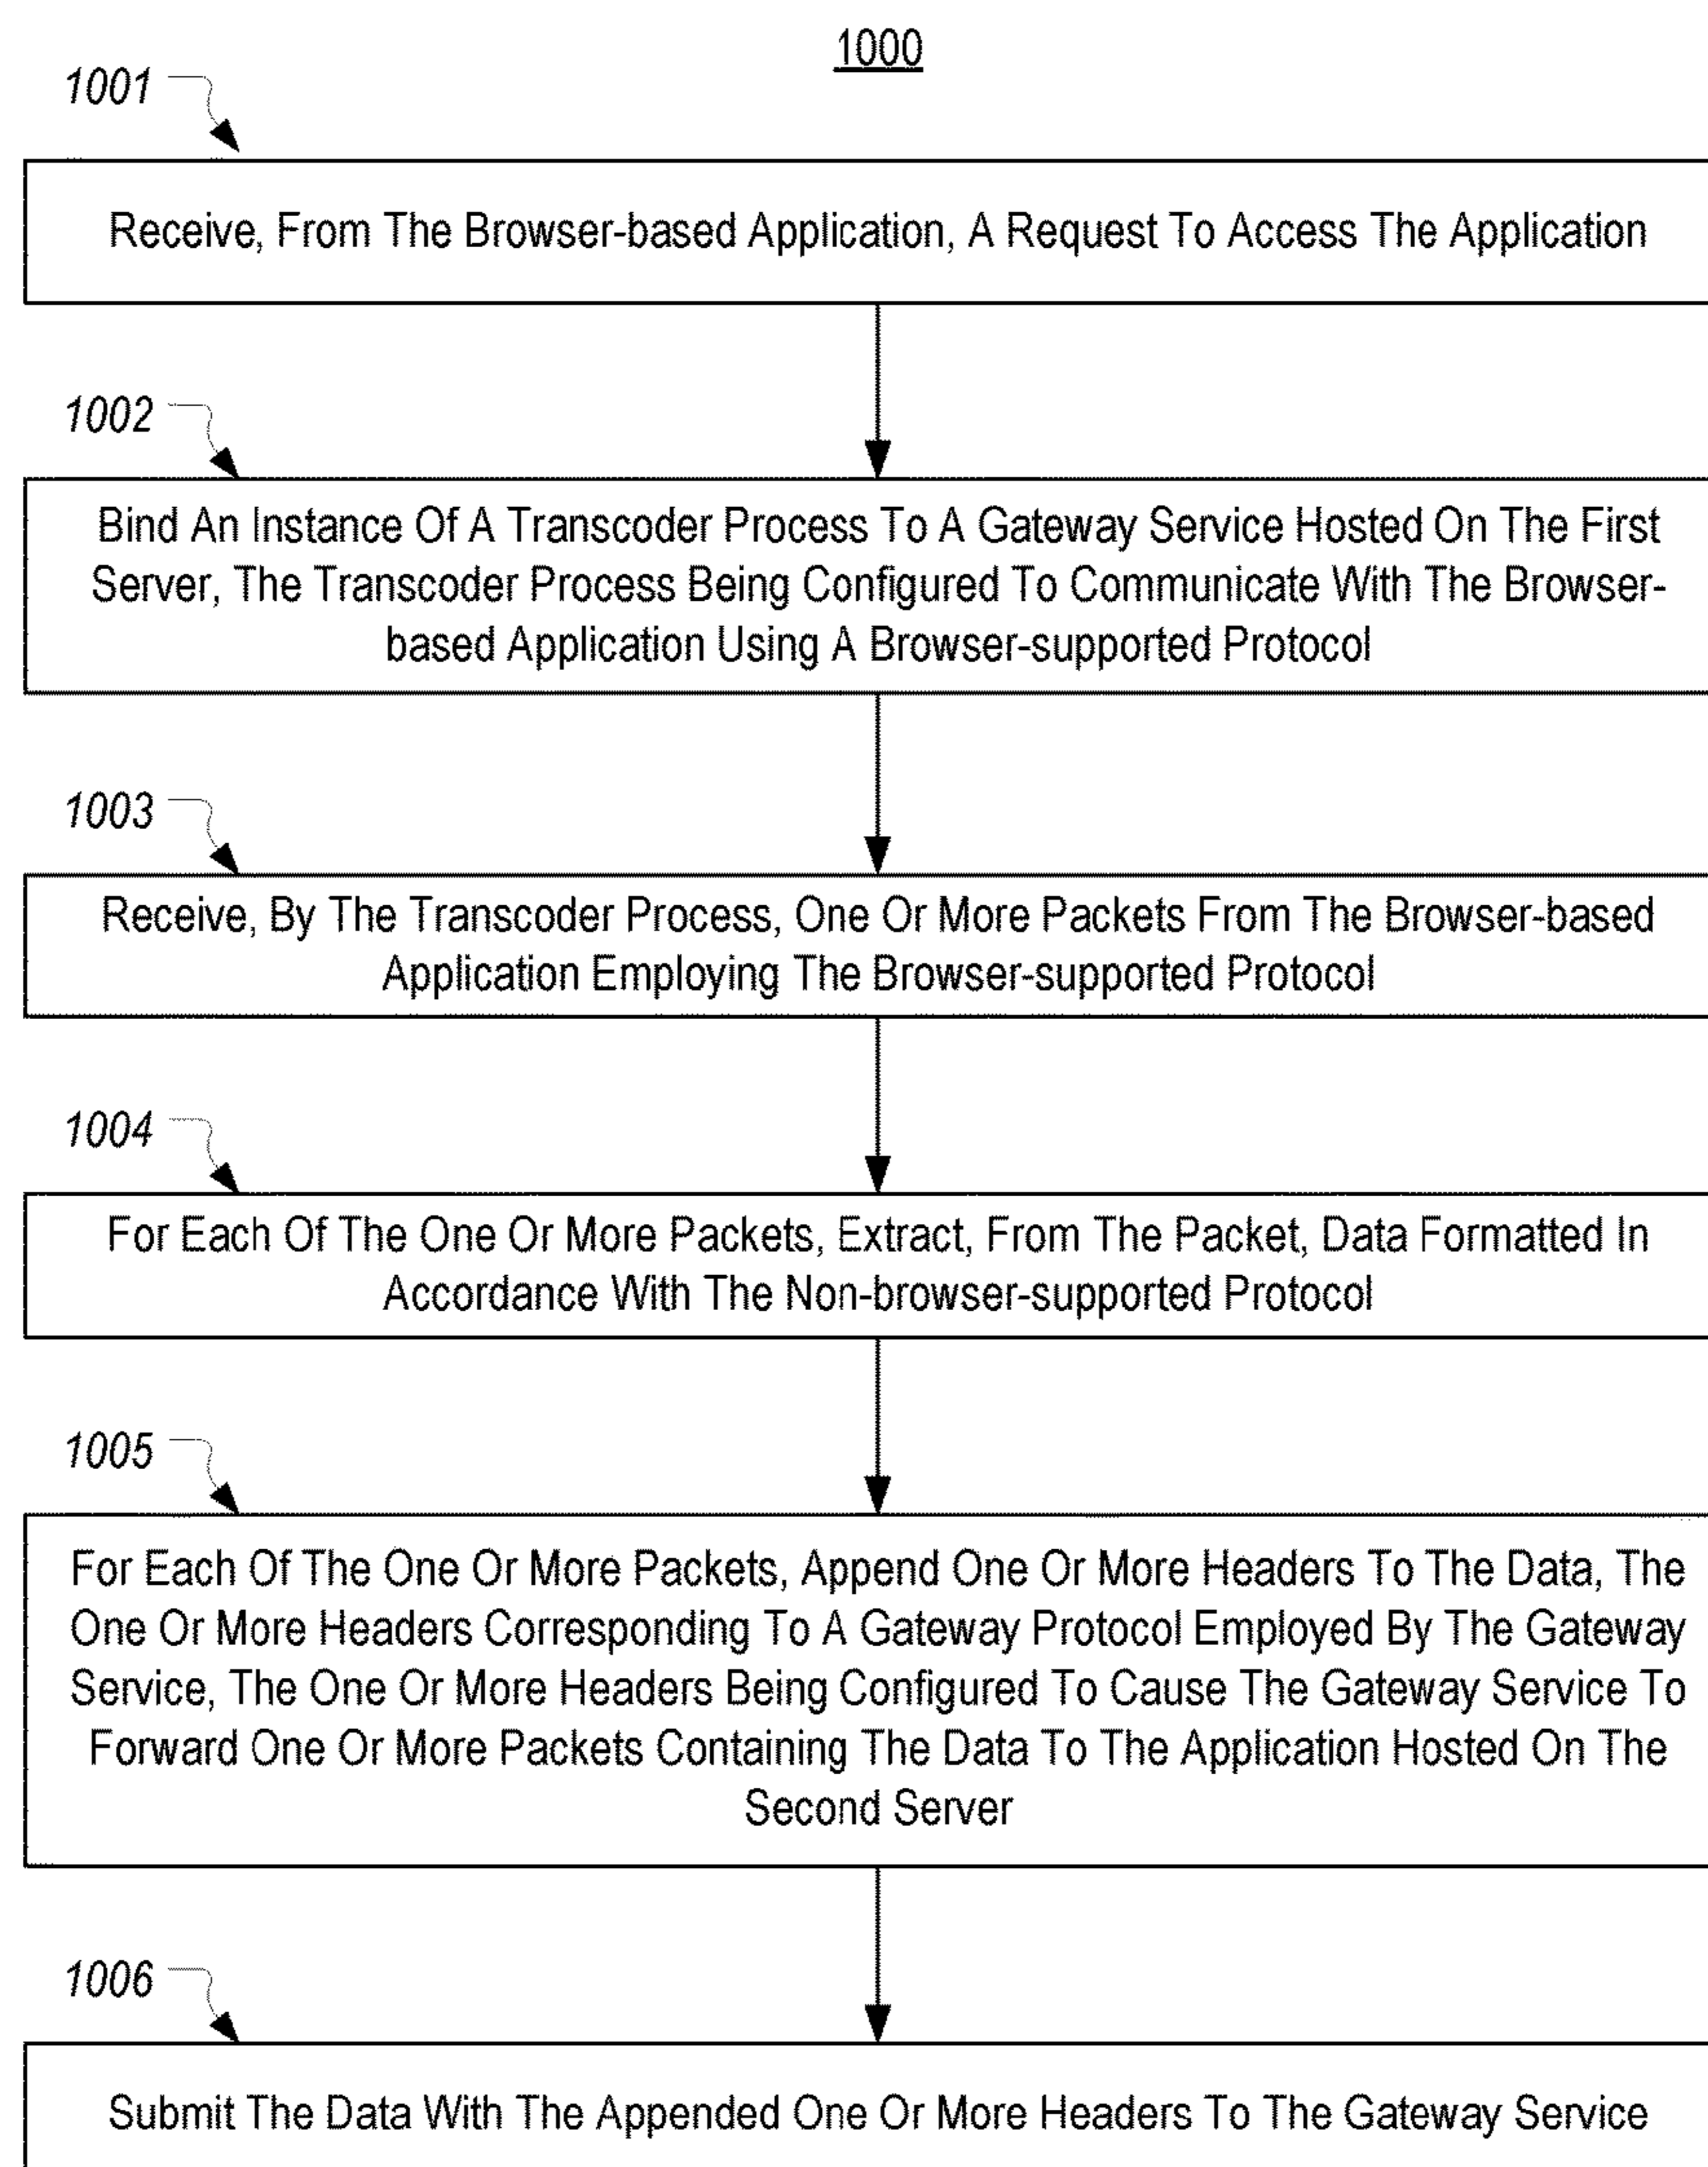 1000
1001
Receive, From The Browser-based Application, A Request To Access The Application
1002
Bind An Instance Of A Transcoder Process To A Gateway Service Hosted On The First
Server, The Transcoder Process Being Configured To Communicate With The Browser-
based Application Using A Browser-supported Protocol
1003
Receive, By The Transcoder Process, One Or More Packets From The Browser-based
Application Employing The Browser-supported Protocol
1004
For Each Of The One Or More Packets, Extract, From The Packet, Data Formatted In
Accordance With The Non-browser-supported Protocol
1005
For Each Of The One Or More Packets, Append One Or More Headers To The Data, The
One Or More Headers Corresponding To A Gateway Protocol Employed By The Gateway
Service, The One Or More Headers Being Configured To Cause The Gateway Service To
Forward One Or More Packets Containing The Data To The Application Hosted On The
Second Server
1006
Submit The Data With The Appended One Or More Headers To The Gateway Service